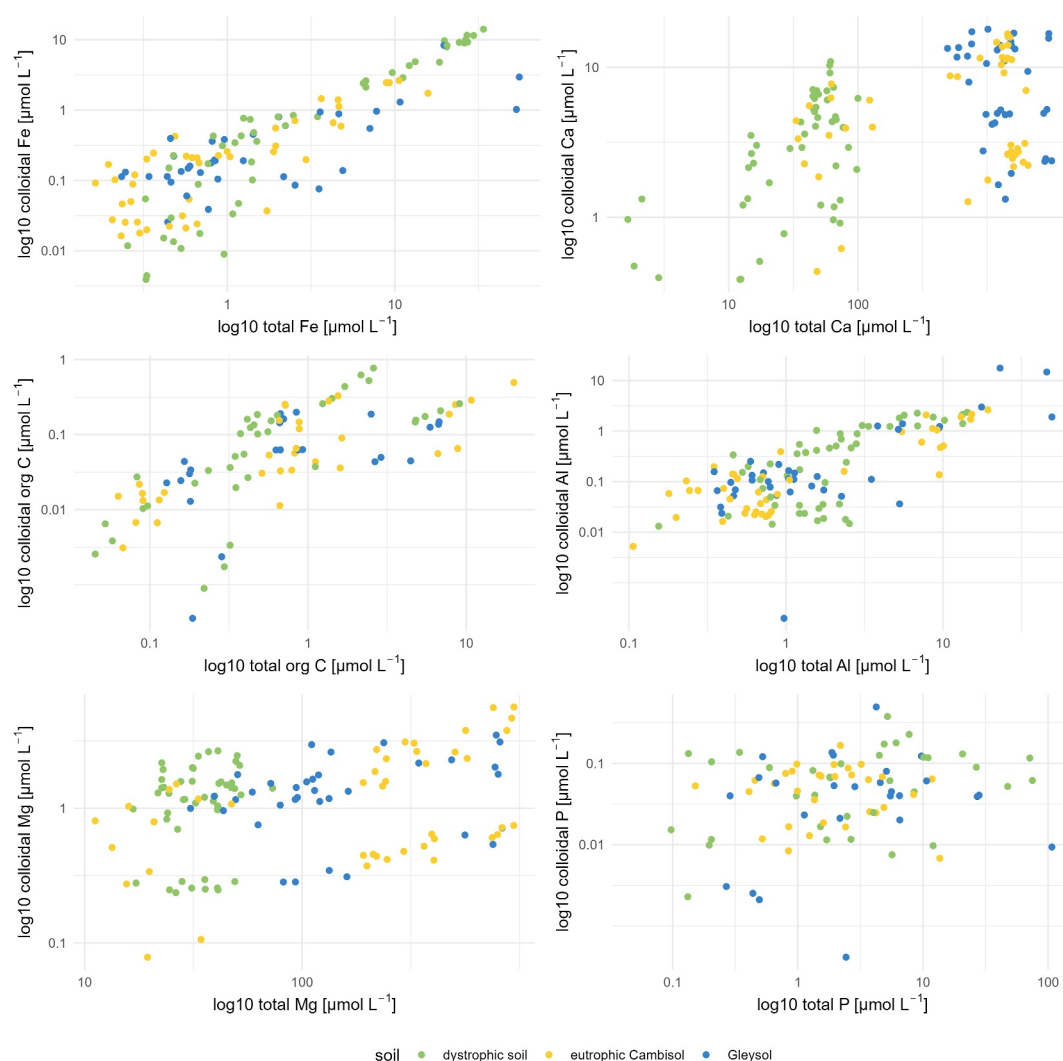 log10 colloidal Fe [µmol L⁻¹]
10
1
0.1
0.01
1
10
log10 total Fe [µmol L⁻¹]
log10 colloidal Ca [µmol L⁻¹]
10
1
10
100
log10 total Ca [µmol L⁻¹]
log10 colloidal org C [µmol L⁻¹]
1
0.1
0.01
0.1
1
10
log10 total org C [µmol L⁻¹]
log10 colloidal Al [µmol L⁻¹]
10
1
0.1
0.01
0.1
1
10
log10 total Al [µmol L⁻¹]
log10 colloidal Mg [µmol L⁻¹]
1
0.1
10
100
log10 total Mg [µmol L⁻¹]
log10 colloidal P [µmol L⁻¹]
0.1
0.01
0.1
1
10
100
log10 total P [µmol L⁻¹]
soil dystrophic soil eutrophic Cambisol Gleysol